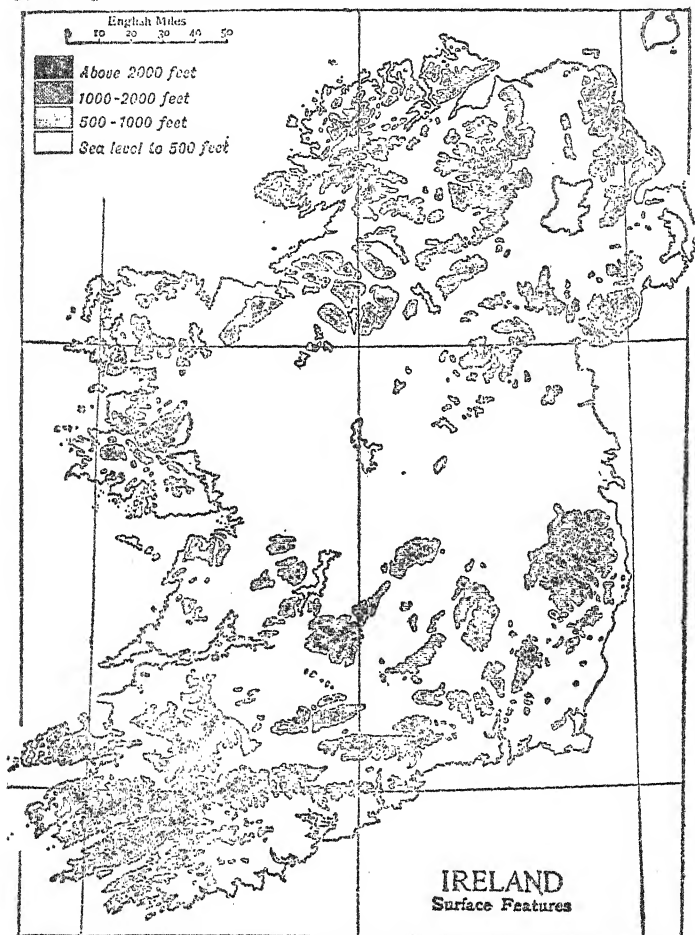 English Miles
10 20 30 40 50
Above 2000 feet
1000-2000 feet
500-1000 feet
Sea level to 500 feet
IRELAND
Surface Features